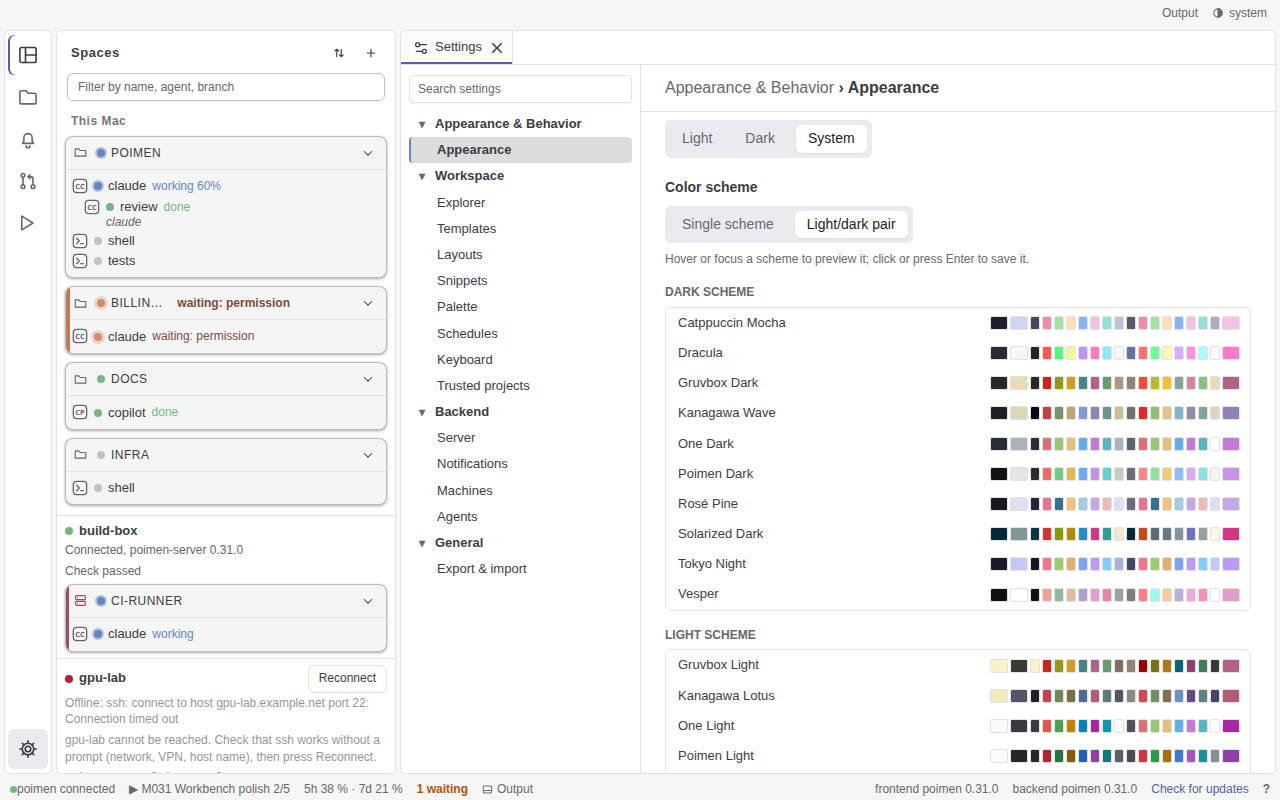 Output system
Spaces
Filter by name, agent, branch
This Mac
POIMEN
CC claude working 60%
CC review done
claude
shell
tests
BILLIN... waiting: permission
CC claude waiting: permission
DOCS
CP copilot done
INFRA
shell
build-box
Connected, poimen-server 0.31.0
Check passed
CI-RUNNER
CC claude working
gpu-lab Reconnect
Offline: ssh: connect to host gpu-lab.example.net port 22:
Connection timed out
gpu-lab cannot be reached. Check that ssh works without a
prompt (network, VPN, host name), then press Reconnect.
Settings
Search settings
Appearance & Behavior
Appearance
Workspace
Explorer
Templates
Layouts
Snippets
Palette
Schedules
Keyboard
Trusted projects
Backend
Server
Notifications
Machines
Agents
General
Export & import
Appearance & Behavior › Appearance
Light Dark System
Color scheme
Single scheme Light/dark pair
Hover or focus a scheme to preview it; click or press Enter to save it.
DARK SCHEME
Catppuccin Mocha
Dracula
Gruvbox Dark
Kanagawa Wave
One Dark
Poimen Dark
Rosé Pine
Solarized Dark
Tokyo Night
Vesper
LIGHT SCHEME
Gruvbox Light
Kanagawa Lotus
One Light
Poimen Light
poimen connected ▶ M031 Workbench polish 2/5 5h 38 % · 7d 21 % 1 waiting Output frontend poimen 0.31.0 backend poimen 0.31.0 Check for updates ?